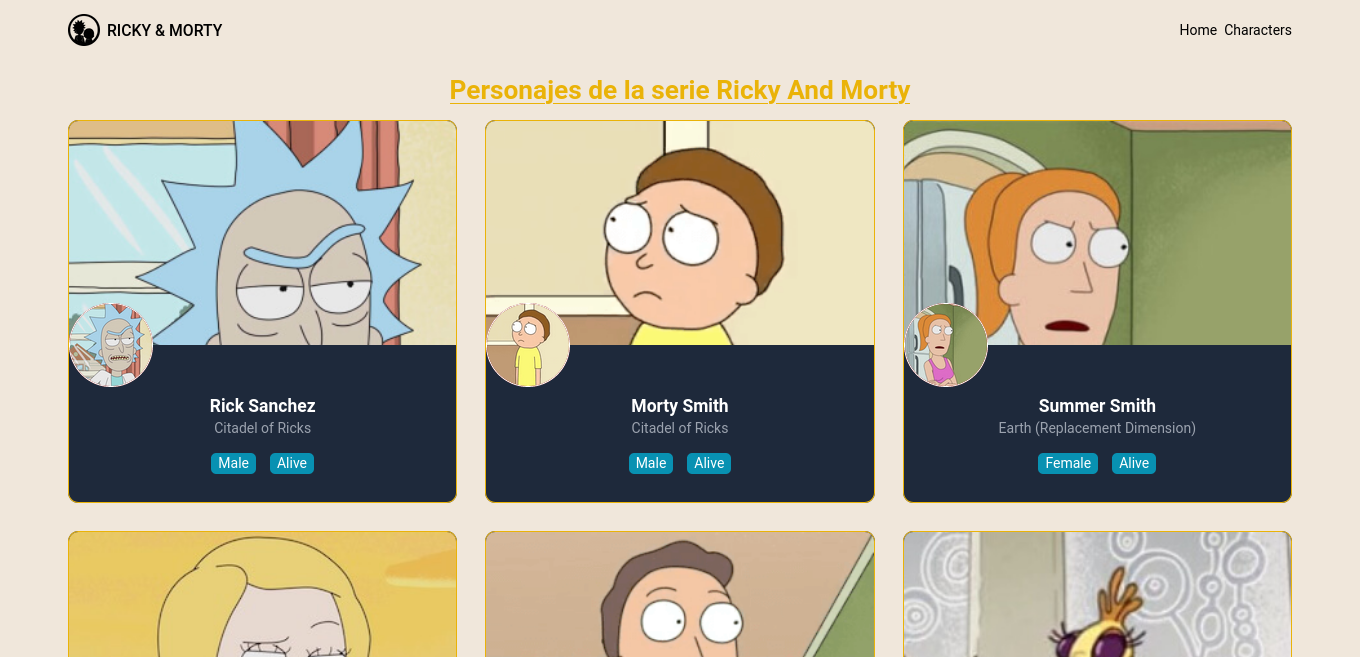 RICKY & MORTY
Home Characters
Personajes de la serie Ricky And Morty
Rick Sanchez
Citadel of Ricks
Male Alive
Morty Smith
Citadel of Ricks
Male Alive
Summer Smith
Earth (Replacement Dimension)
Female Alive